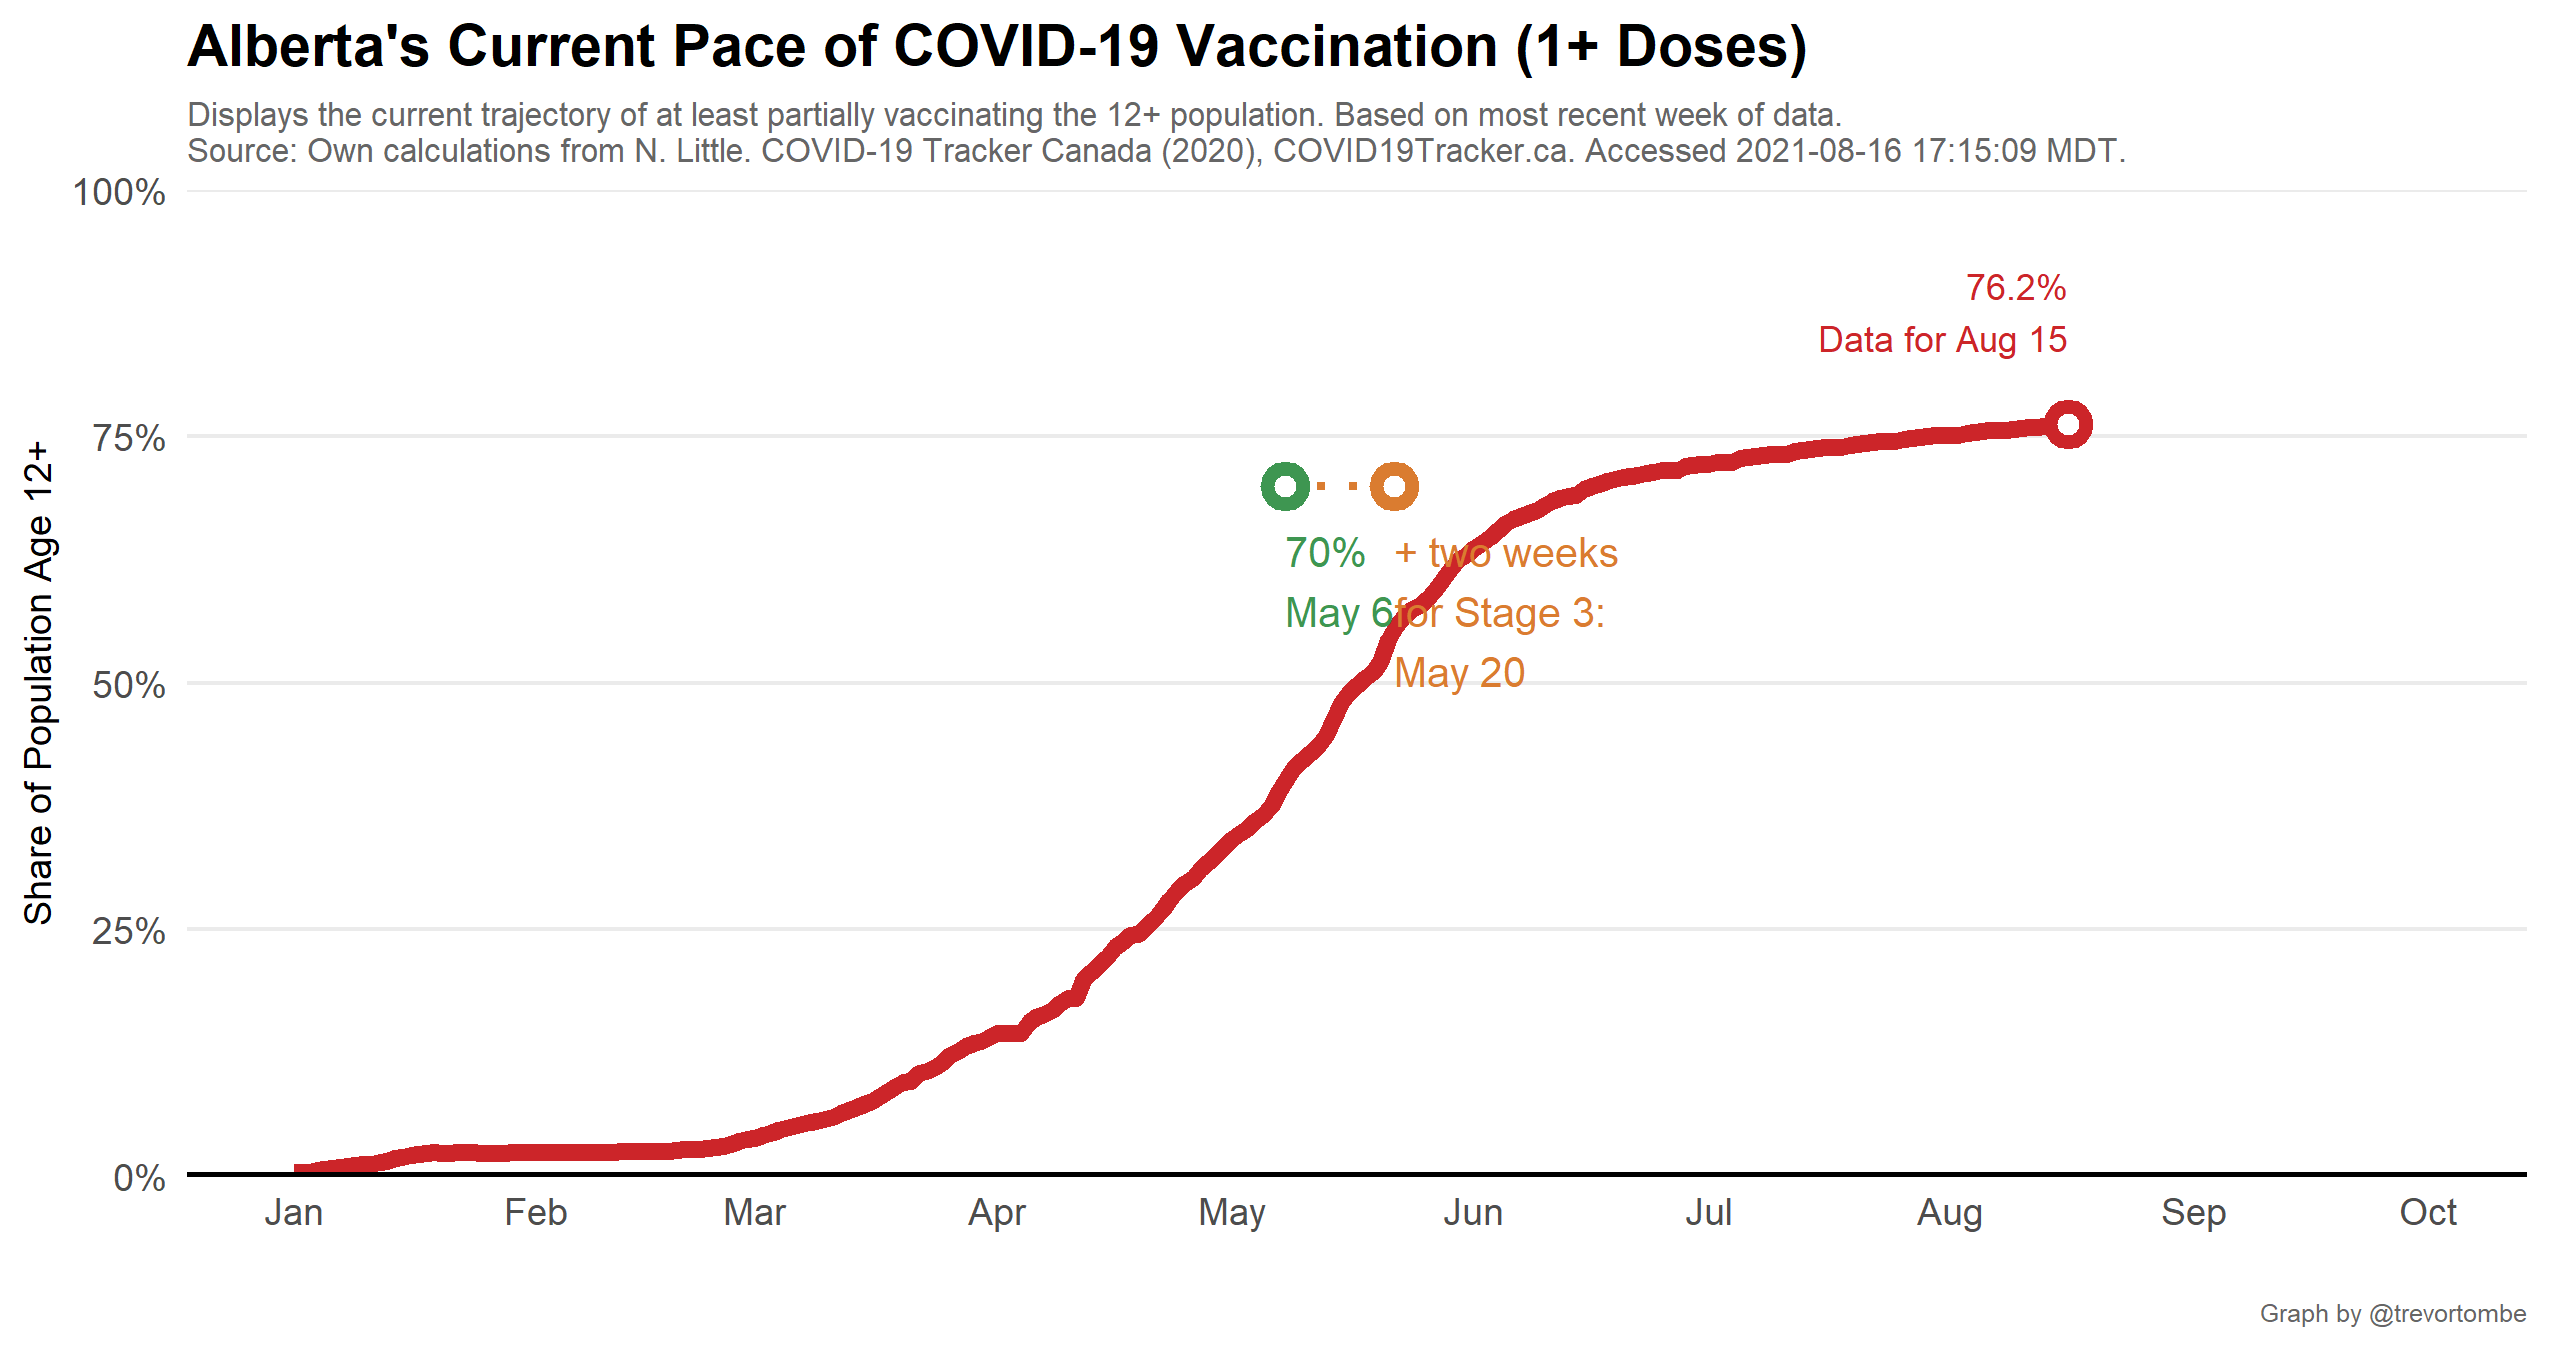 Alberta's Current Pace of COVID-19 Vaccination (1+ Doses)
Displays the current trajectory of at least partially vaccinating the 12+ population. Based on most recent week of data.
Source: Own calculations from N. Little. COVID-19 Tracker Canada (2020), COVID19Tracker.ca. Accessed 2021-08-16 17:15:09 MDT.
100%
75%
50%
25%
0%
Share of Population Age 12+
76.2%
Data for Aug 15
70%
May 6
+ two weeks
for Stage 3:
May 20
Jan Feb Mar Apr May Jun Jul Aug Sep Oct
Graph by @trevortombe